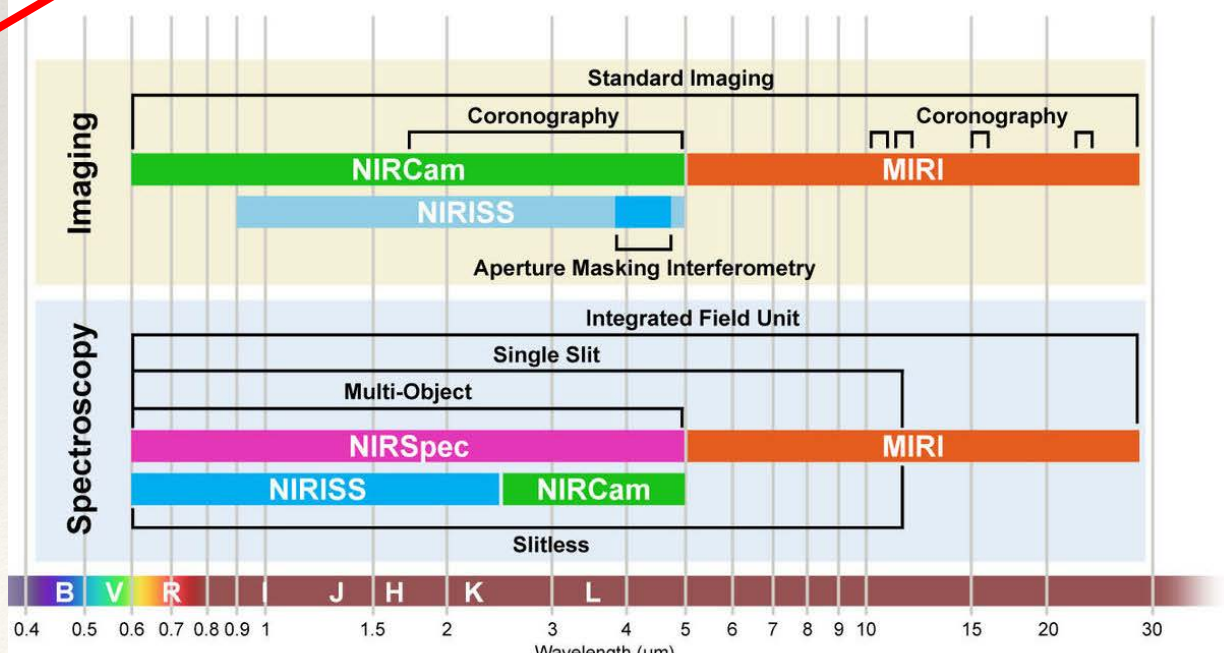 Imaging
Standard Imaging
Coronography
Coronography
NIRCam
MIRI
NIRISS
Aperture Masking Interferometry
Spectroscopy
Integrated Field Unit
Single Slit
Multi-Object
NIRSpec
MIRI
NIRISS
NIRCam
Slitless
B V R I J H K L
0.4 0.5 0.6 0.7 0.8 0.9 1 1.5 2 3 4 5 6 7 8 9 10 15 20 30
Wavelength (µm)